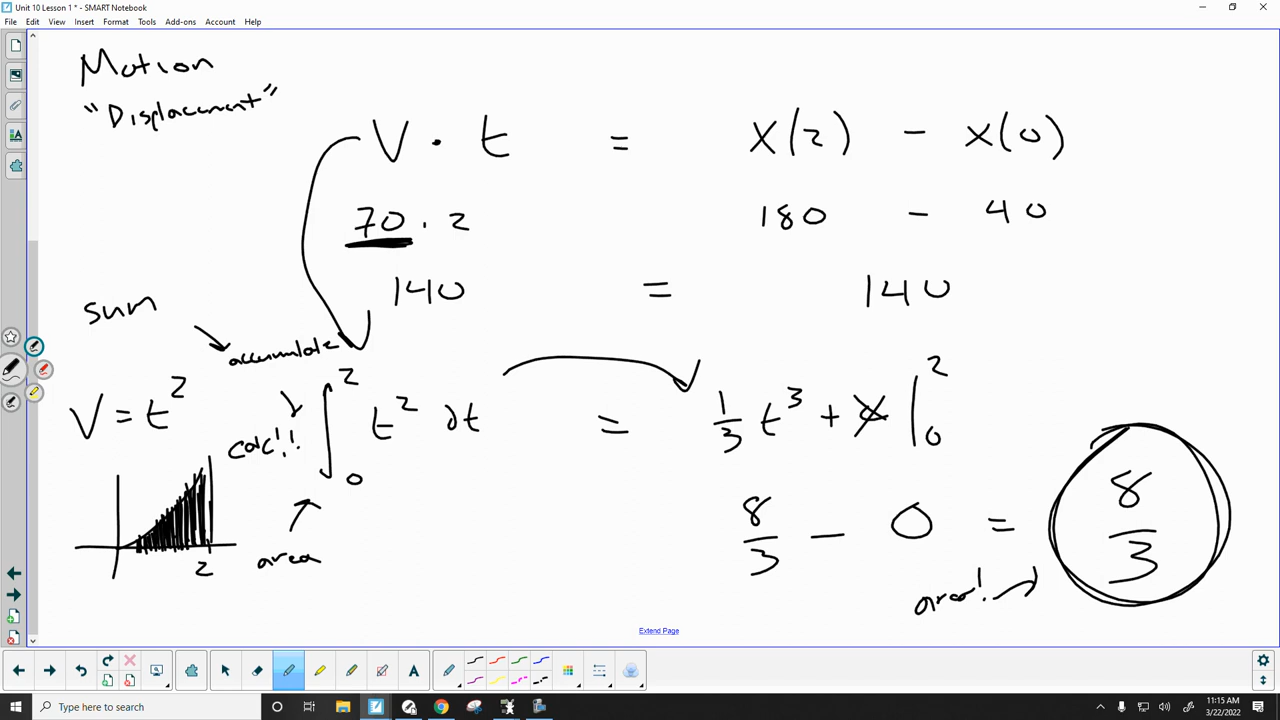 Unit 10 Lesson 1 * - SMART Notebook
File Edit View Insert Format Tools Add-ons Account Help
Motion
"Displacement"
V · t = x(2) - x(0)
70 · 2 180 - 40
140 = 140
sum
accumulate
V = t²
calc!!
∫₀² t² dt = 1/3 t³ + c |₀²
8/3 - 0 = 8/3
2
area
area!
Extend Page
A
Type here to search
11:15 AM
3/22/2022